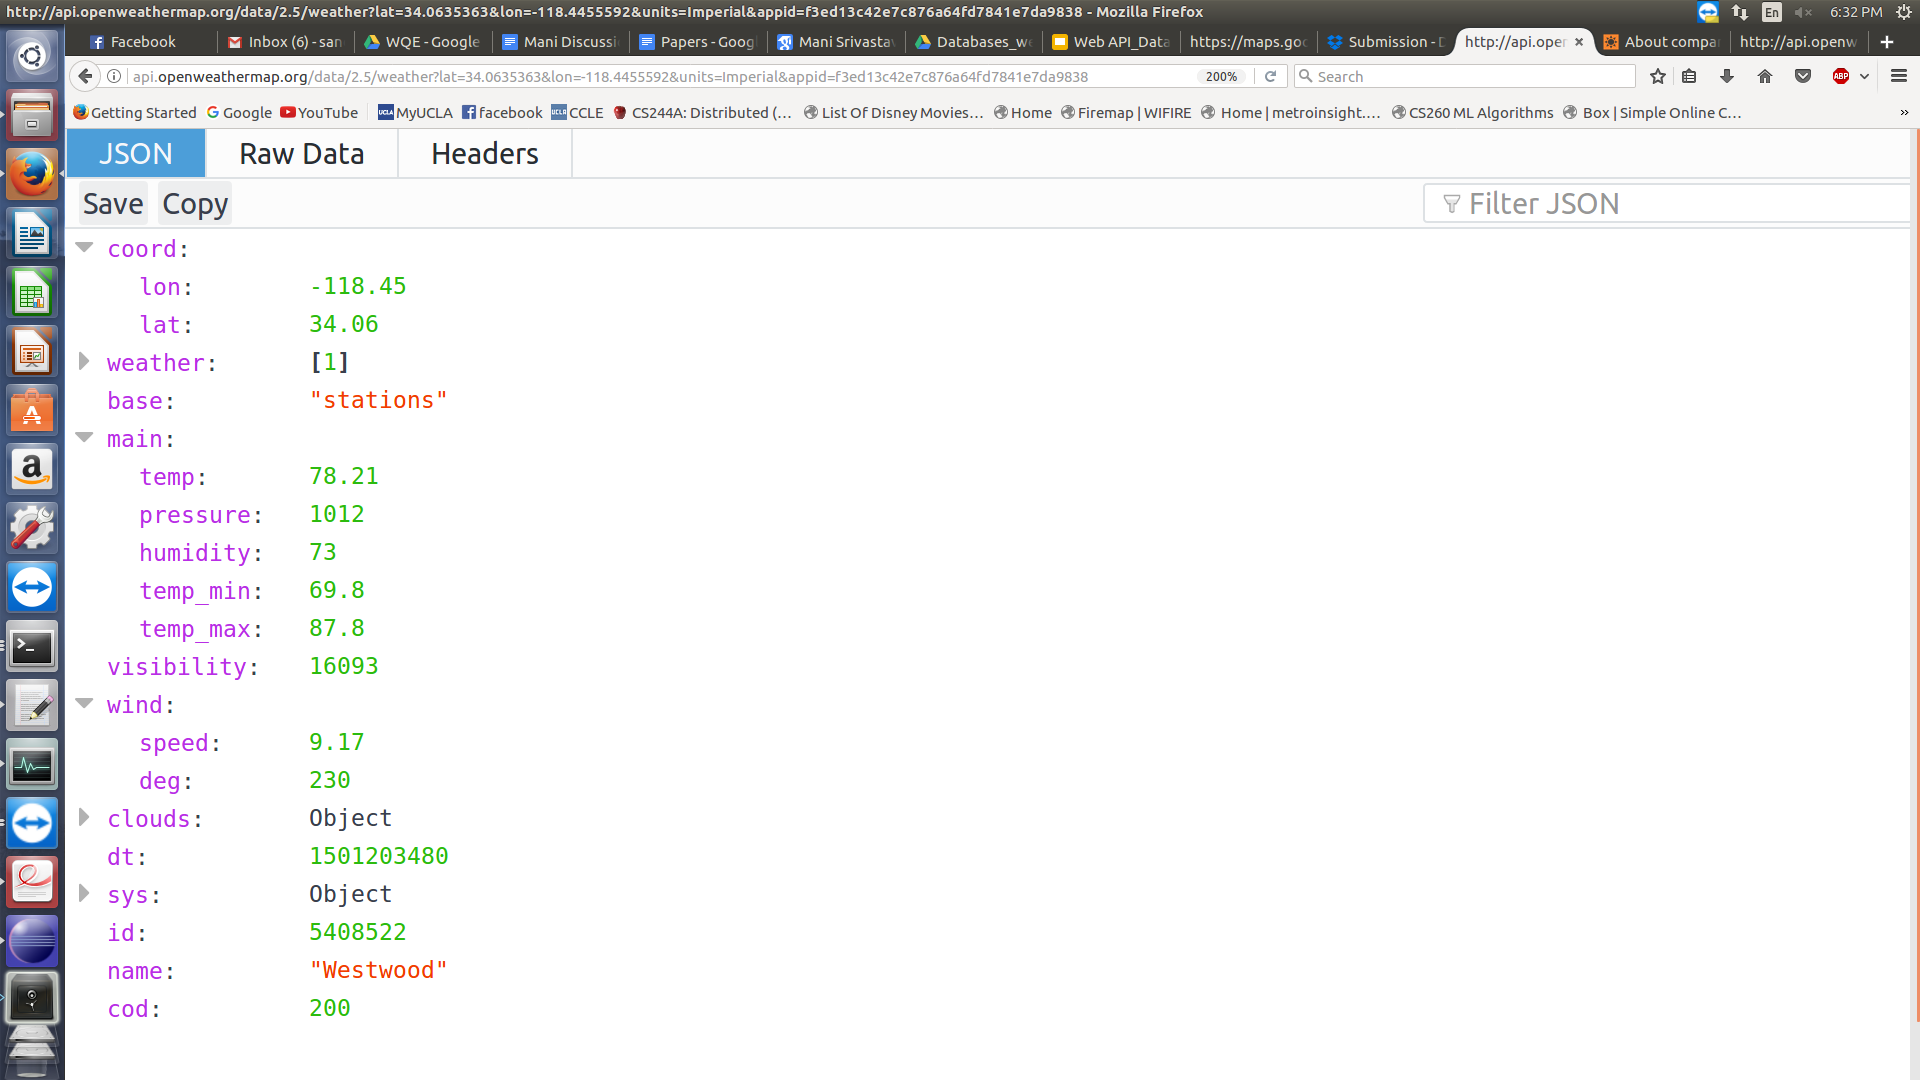 http://api.openweathermap.org/data/2.5/weather?lat=34.0635363&lon=-118.4455592&units=Imperial&appid=f3ed13c42e7c876a64fd7841e7da9838 - Mozilla Firefox
En 6:32 PM
Facebook Inbox (6) - san WQE - Google Mani Discussi Papers - Goog Mani Srivasta Databases_w Web API_Data https://maps.go Submission - D http://api.open × About compa http://api.openw +
api.openweathermap.org/data/2.5/weather?lat=34.0635363&lon=-118.4455592&units=Imperial&appid=f3ed13c42e7c876a64fd7841e7da9838 200% Search ABP
Getting Started Google YouTube UCLA MyUCLA facebook UCLA CCLE CS244A: Distributed (... List Of Disney Movies... Home Firemap | WIFIRE Home | metroinsight.... CS260 ML Algorithms Box | Simple Online C... »
JSON Raw Data Headers
Save Copy Filter JSON
coord:
lon: -118.45
lat: 34.06
weather: [1]
base: "stations"
main:
temp: 78.21
pressure: 1012
humidity: 73
temp_min: 69.8
temp_max: 87.8
visibility: 16093
wind:
speed: 9.17
deg: 230
clouds: Object
dt: 1501203480
sys: Object
id: 5408522
name: "Westwood"
cod: 200